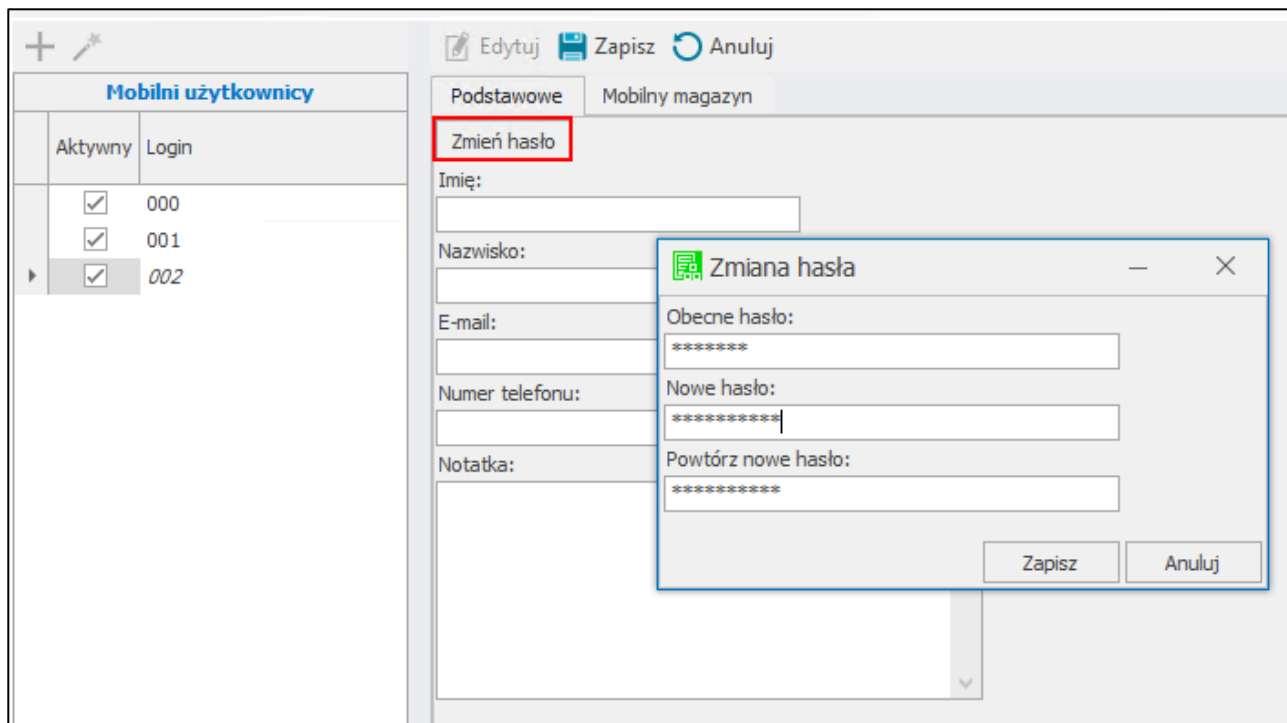 Edytuj Zapisz Anuluj
Mobilni użytkownicy
Aktywny Login
000
001
002
Podstawowe Mobilny magazyn
Zmień hasło
Imię:
Nazwisko:
E-mail:
Numer telefonu:
Notatka:
Zmiana hasła
Obecne hasło:
*******
Nowe hasło:
**********
Powtórz nowe hasło:
**********
Zapisz Anuluj